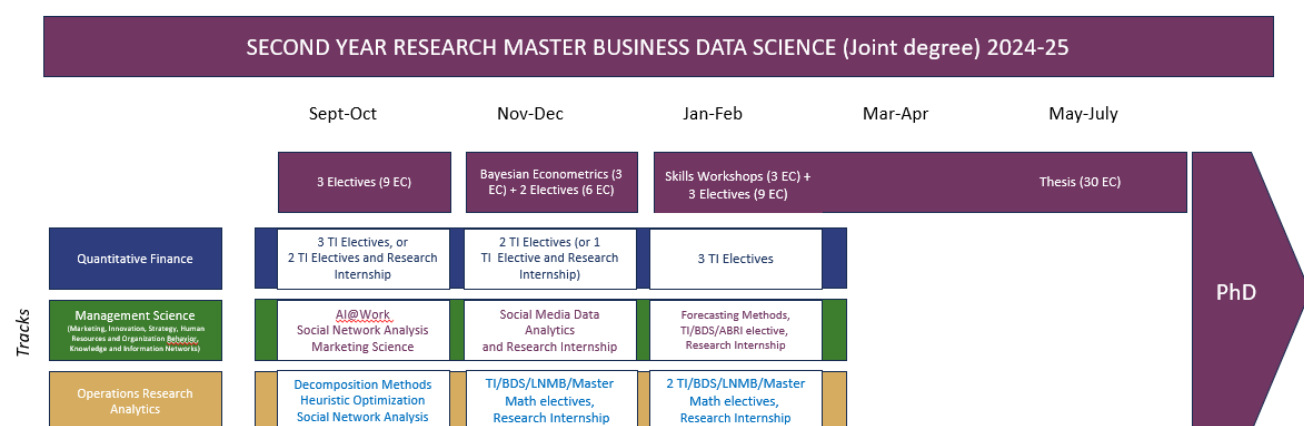 SECOND YEAR RESEARCH MASTER BUSINESS DATA SCIENCE (Joint degree) 2024-25
Sept-Oct
Nov-Dec
Jan-Feb
Mar-Apr
May-July
3 Electives (9 EC)
Bayesian Econometrics (3
EC) + 2 Electives (6 EC)
Skills Workshops (3 EC) +
3 Electives (9 EC)
Thesis (30 EC)
PhD
Tracks
Quantitative Finance
3 TI Electives, or
2 TI Electives and Research
Internship
2 TI Electives (or 1
TI Elective and Research
Internship)
3 TI Electives
Management Science
(Marketing, Innovation, Strategy, Human
Resources and Organization Behavior,
Knowledge and Information Networks)
AI@Work
Social Network Analysis
Marketing Science
Social Media Data
Analytics
and Research Internship
Forecasting Methods,
TI/BDS/ABRI elective,
Research Internship
Operations Research
Analytics
Decomposition Methods
Heuristic Optimization
Social Network Analysis
TI/BDS/LNMB/Master
Math electives,
Research Internship
2 TI/BDS/LNMB/Master
Math electives,
Research Internship